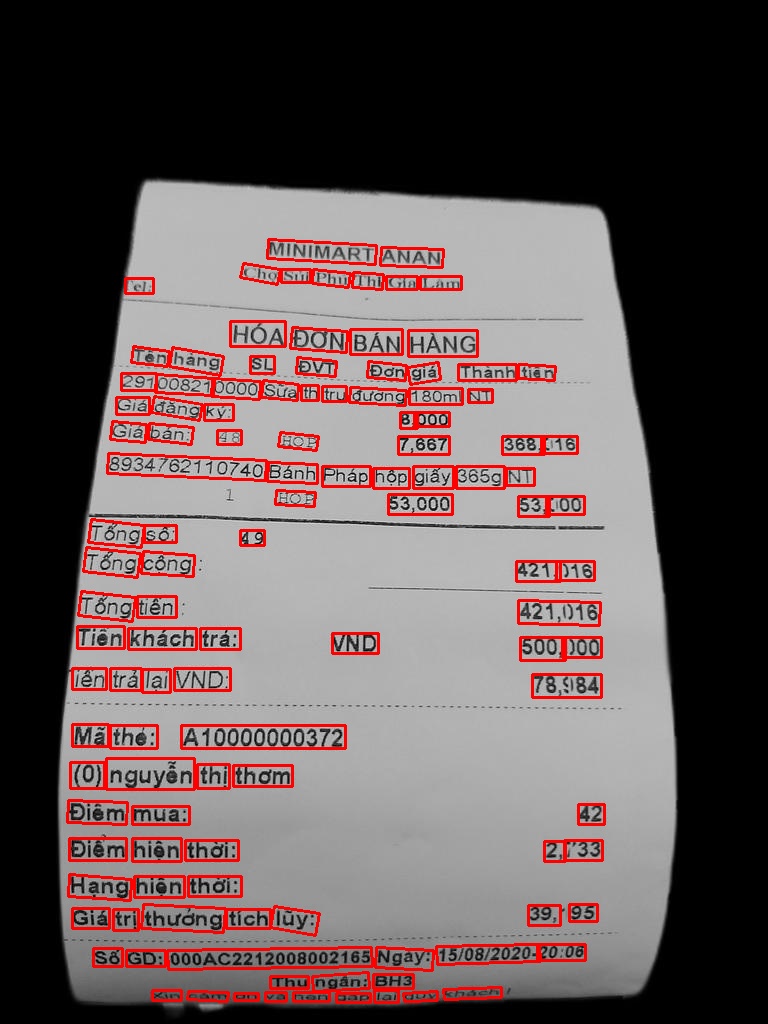 MINIMART ANAN
Chợ Sủi Phú Thị Gia Lâm
Tel:
HÓA ĐƠN BÁN HÀNG
Tên hàng SL ĐVT Đơn giá Thành tiền
291008210000 Sữa th tru đương 180ml NT
Giá đăng ký: 8,000
Giá bán: 48 HOP 7,667 368,016
8934762110740 Bánh Pháp hộp giấy 365g NT
1 HOP 53,000 53,000
Tổng số: 49
Tổng cộng: 421,016
Tổng tiền: 421,016
Tiền khách trả: VND 500,000
Tiền trả lại VND: 78,984
Mã thẻ: A10000000372
(0) nguyễn thị thơm
Điểm mua: 42
Điểm hiện thời: 2,733
Hạng hiện thời:
Giá trị thưởng tích lũy: 39,795
Số GD: 000AC2212008002165 Ngày: 15/08/2020-20:06
Thu ngân: BH3
Xin cảm ơn và hẹn gặp lại quý khách !